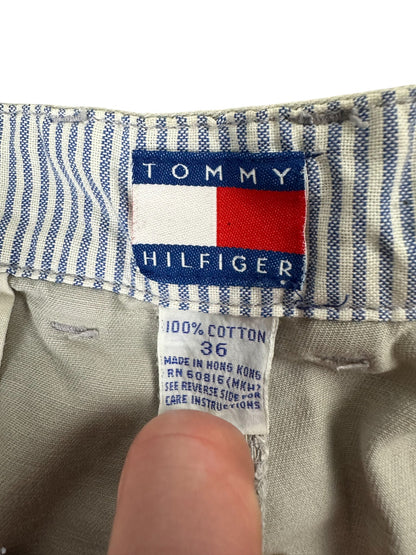 TOMMY
HILFIGER
100% COTTON
36
MADE IN HONG KONG
RN 60816 (MKH)
SEE REVERSE SIDE FOR
CARE INSTRUCTIONS